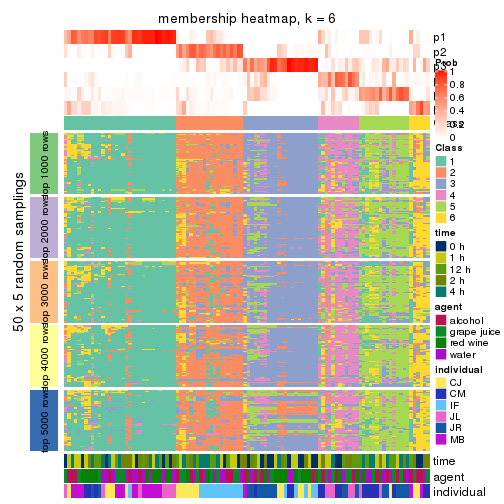 membership heatmap, k = 6
p1
p2
p3
Prob
1
0.8
0.6
0.4
0.2
0
Class
1
2
3
4
5
6
time
0 h
1 h
12 h
2 h
4 h
agent
alcohol
grape juice
red wine
water
individual
CJ
CM
IF
JL
JR
MB
50 x 5 random samplings
top 1000 rows
top 2000 rows
top 3000 rows
top 4000 rows
top 5000 rows
time
agent
individual